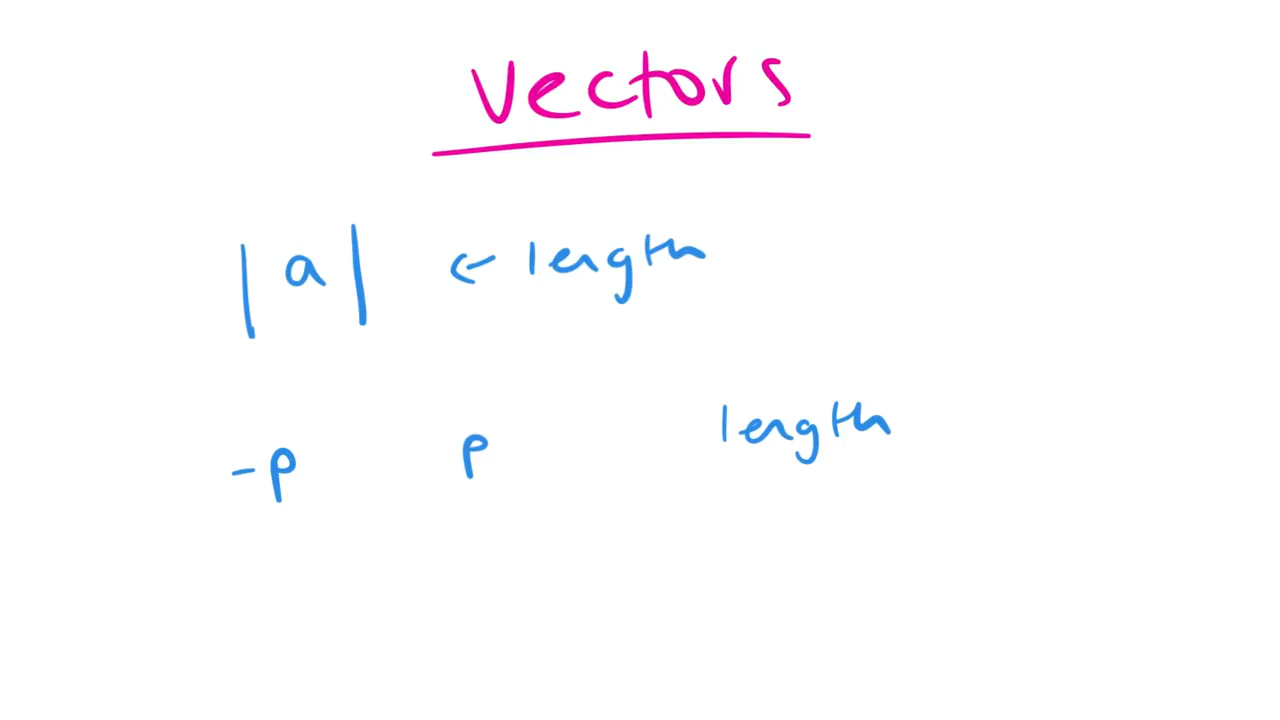 vectors
|a| ← length
-p p length